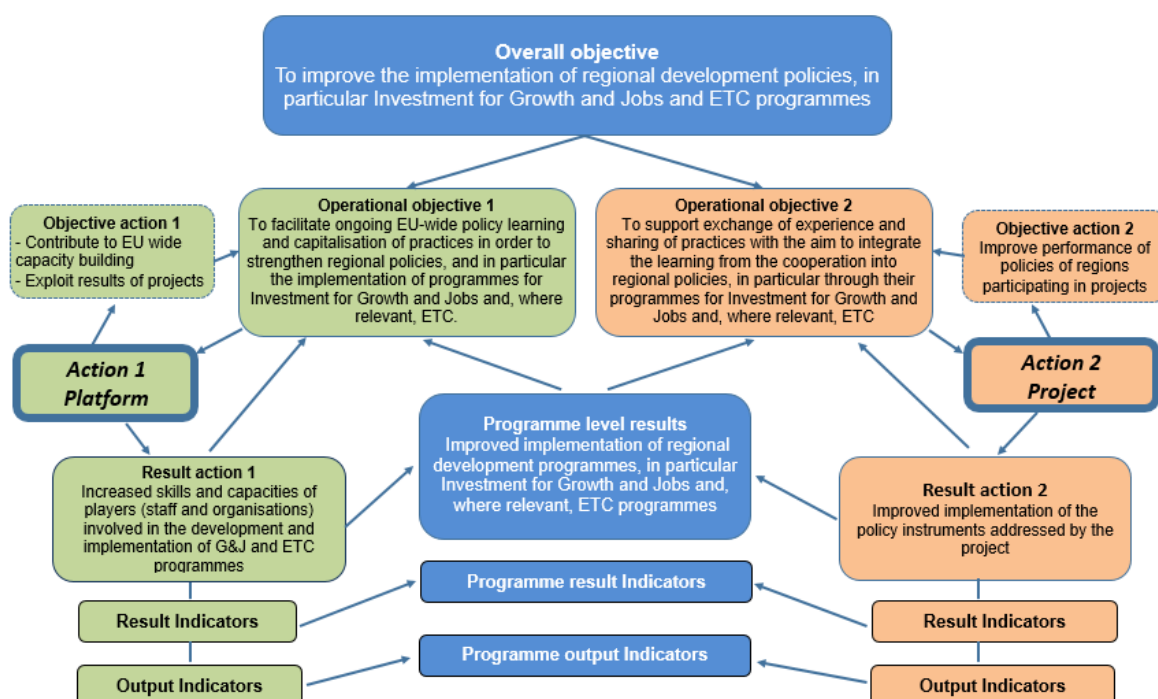 Overall objective
To improve the implementation of regional development policies, in
particular Investment for Growth and Jobs and ETC programmes
Objective action 1
- Contribute to EU wide
capacity building
- Exploit results of projects
Operational objective 1
To facilitate ongoing EU-wide policy learning
and capitalisation of practices in order to
strengthen regional policies, and in particular
the implementation of programmes for
Investment for Growth and Jobs and, where
relevant, ETC.
Operational objective 2
To support exchange of experience and
sharing of practices with the aim to integrate
the learning from the cooperation into
regional policies, in particular through their
programmes for Investment for Growth and
Jobs and, where relevant, ETC
Objective action 2
Improve performance of
policies of regions
participating in projects
Action 1
Platform
Action 2
Project
Programme level results
Improved implementation of regional
development programmes, in particular
Investment for Growth and Jobs and,
where relevant, ETC programmes
Result action 1
Increased skills and capacities of
players (staff and organisations)
involved in the development and
implementation of G&J and ETC
programmes
Result action 2
Improved implementation of the
policy instruments addressed by the
project
Programme result Indicators
Result Indicators
Result Indicators
Programme output Indicators
Output Indicators
Output Indicators